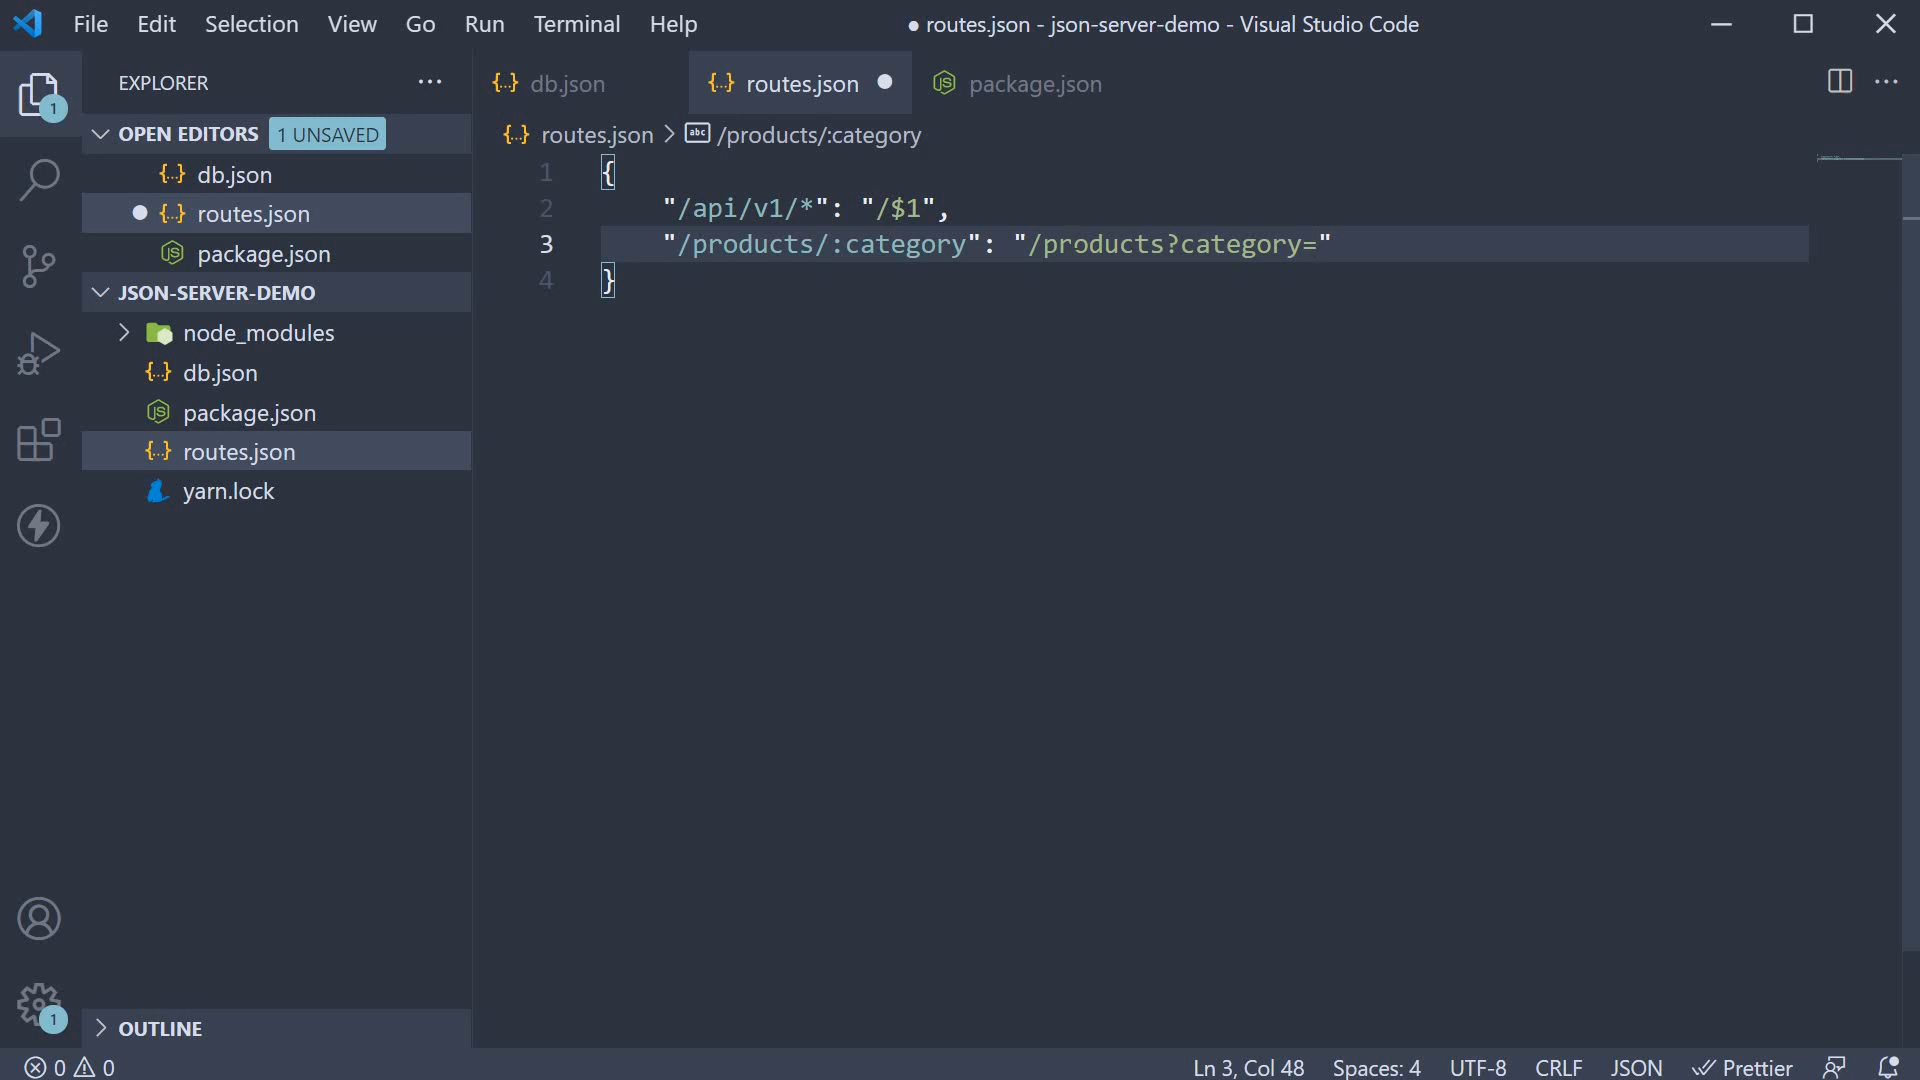 File Edit Selection View Go Run Terminal Help
● routes.json - json-server-demo - Visual Studio Code
EXPLORER
db.json
routes.json
package.json
OPEN EDITORS 1 UNSAVED
db.json
routes.json
package.json
JSON-SERVER-DEMO
node_modules
db.json
package.json
routes.json
yarn.lock
OUTLINE
routes.json > /products/:category
1 {
2 "/api/v1/*": "/$1",
3 "/products/:category": "/products?category="
4 }
1
1
0 0
Ln 3, Col 48 Spaces: 4 UTF-8 CRLF JSON Prettier